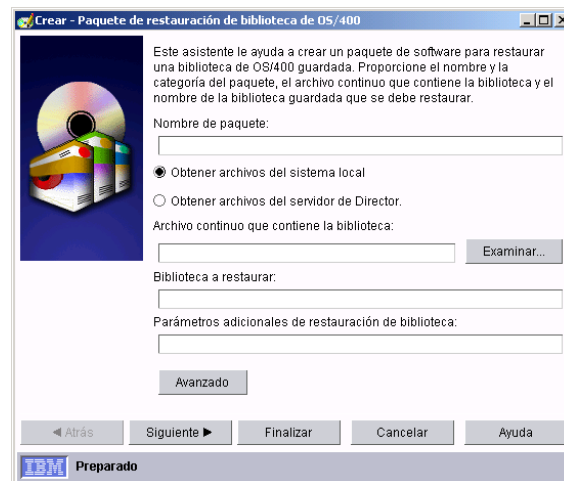 Crear - Paquete de restauración de biblioteca de OS/400
Este asistente le ayuda a crear un paquete de software para restaurar
una biblioteca de OS/400 guardada. Proporcione el nombre y la
categoría del paquete, el archivo continuo que contiene la biblioteca y el
nombre de la biblioteca guardada que se debe restaurar.
Nombre de paquete:
Obtener archivos del sistema local
Obtener archivos del servidor de Director.
Archivo continuo que contiene la biblioteca:
Examinar...
Biblioteca a restaurar:
Parámetros adicionales de restauración de biblioteca:
Avanzado
Atrás Siguiente Finalizar Cancelar Ayuda
IBM Preparado